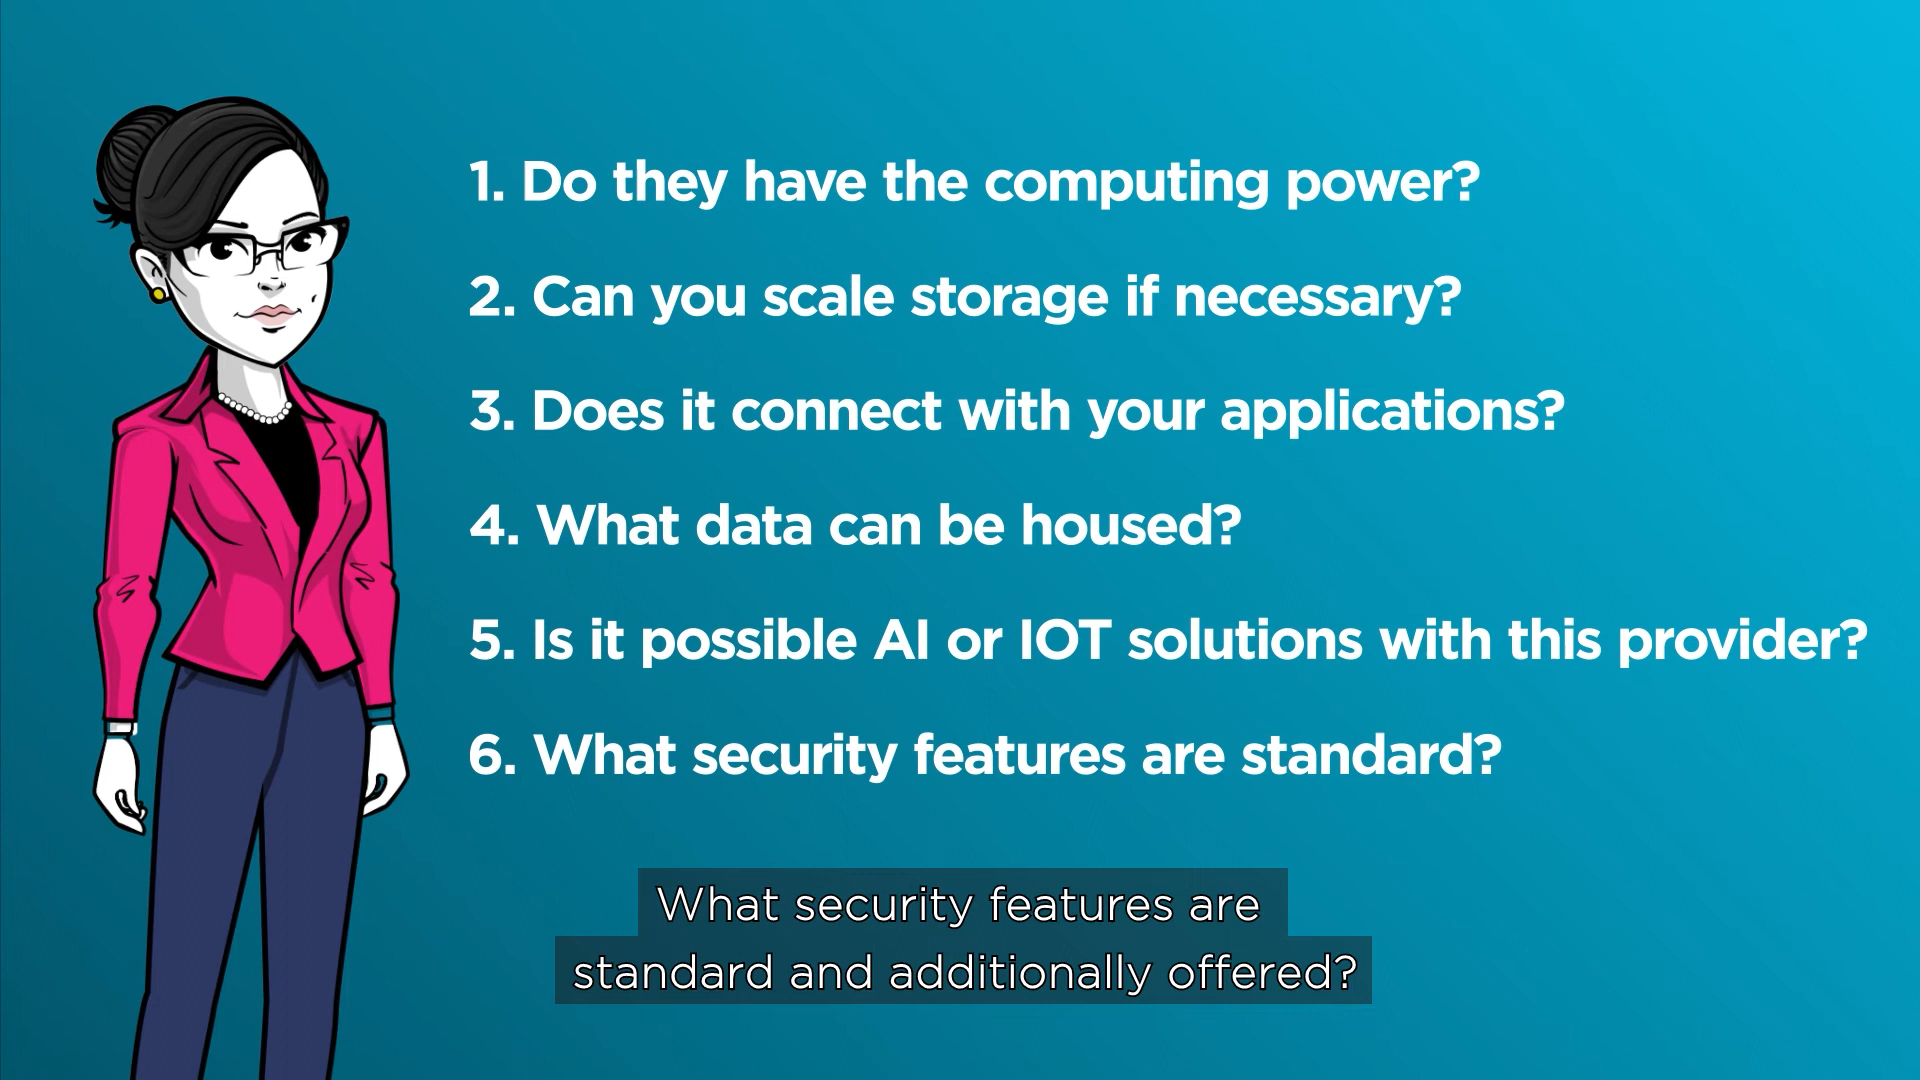 1. Do they have the computing power?
2. Can you scale storage if necessary?
3. Does it connect with your applications?
4. What data can be housed?
5. Is it possible AI or IOT solutions with this provider?
6. What security features are standard?
What security features are
standard and additionally offered?